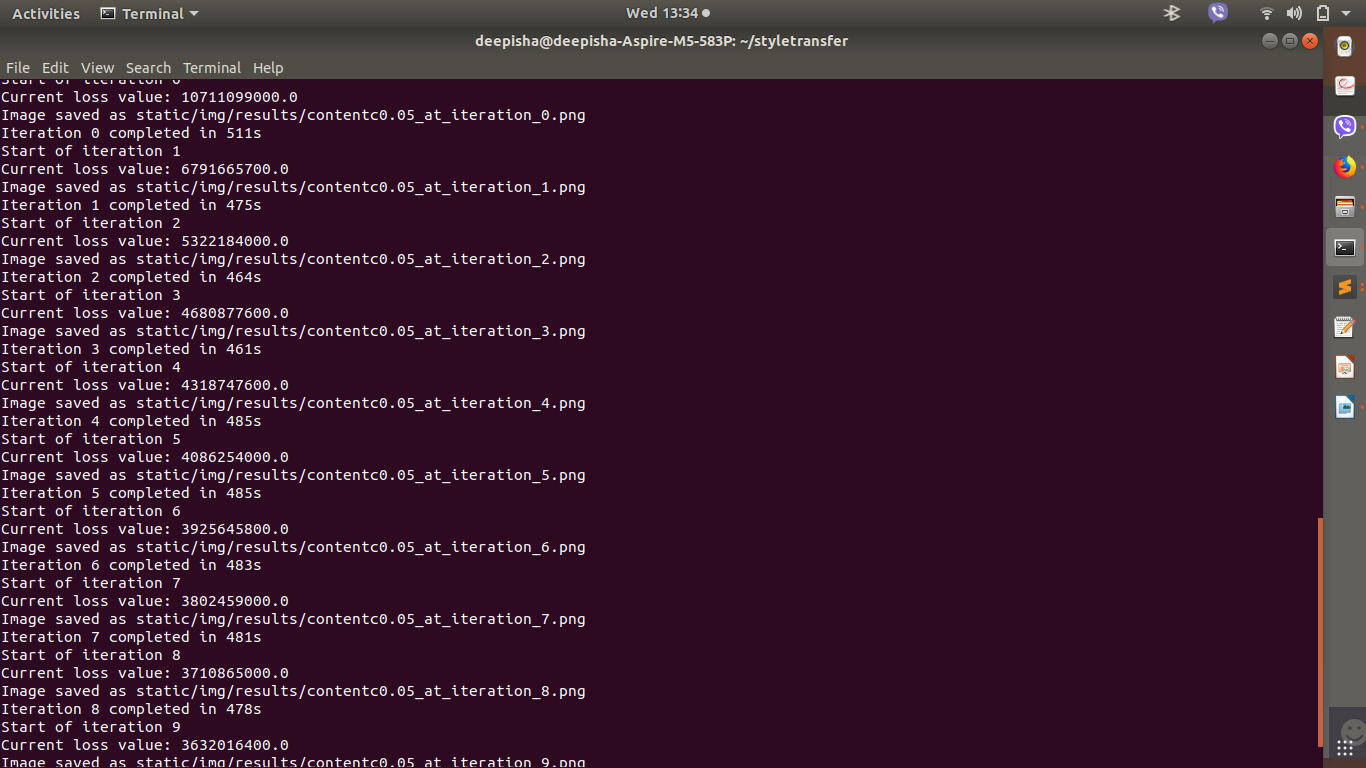 Activities Terminal Wed 13:34
deepisha@deepisha-Aspire-M5-583P: ~/styletransfer
File Edit View Search Terminal Help
Start of iteration 0
Current loss value: 10711099000.0
Image saved as static/img/results/contentc0.05_at_iteration_0.png
Iteration 0 completed in 511s
Start of iteration 1
Current loss value: 6791665700.0
Image saved as static/img/results/contentc0.05_at_iteration_1.png
Iteration 1 completed in 475s
Start of iteration 2
Current loss value: 5322184000.0
Image saved as static/img/results/contentc0.05_at_iteration_2.png
Iteration 2 completed in 464s
Start of iteration 3
Current loss value: 4680877600.0
Image saved as static/img/results/contentc0.05_at_iteration_3.png
Iteration 3 completed in 461s
Start of iteration 4
Current loss value: 4318747600.0
Image saved as static/img/results/contentc0.05_at_iteration_4.png
Iteration 4 completed in 485s
Start of iteration 5
Current loss value: 4086254000.0
Image saved as static/img/results/contentc0.05_at_iteration_5.png
Iteration 5 completed in 485s
Start of iteration 6
Current loss value: 3925645800.0
Image saved as static/img/results/contentc0.05_at_iteration_6.png
Iteration 6 completed in 483s
Start of iteration 7
Current loss value: 3802459000.0
Image saved as static/img/results/contentc0.05_at_iteration_7.png
Iteration 7 completed in 481s
Start of iteration 8
Current loss value: 3710865000.0
Image saved as static/img/results/contentc0.05_at_iteration_8.png
Iteration 8 completed in 478s
Start of iteration 9
Current loss value: 3632016400.0
Image saved as static/img/results/contentc0.05_at_iteration_9.png